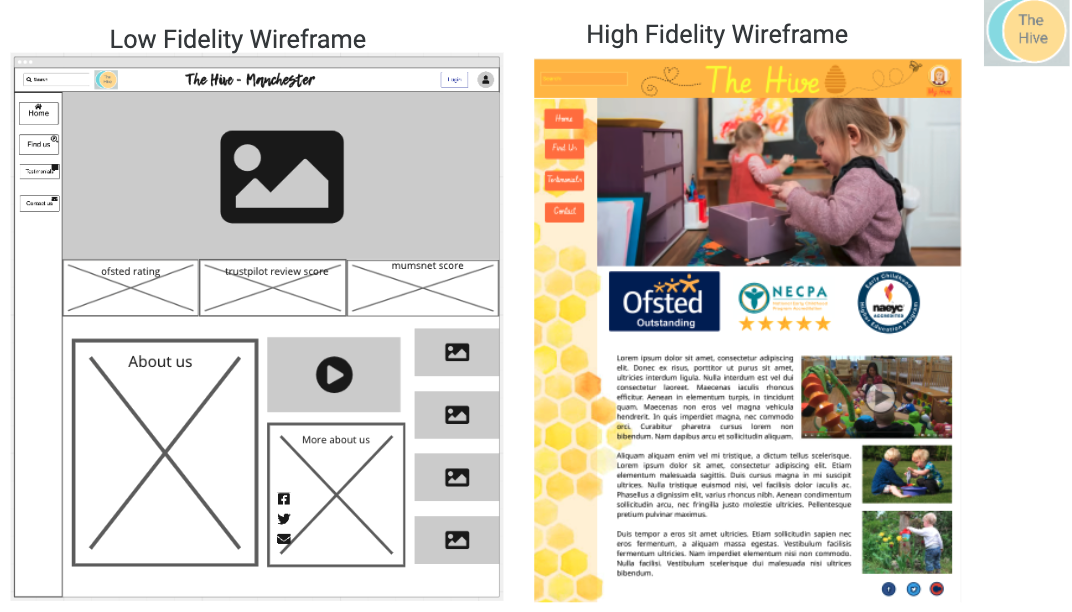 Low Fidelity Wireframe
High Fidelity Wireframe
The
Hive
Search
The
Hive
The Hive - Manchester
Login
Home
Find us
Testimonials
Contact us
ofsted rating
trustpilot review score
mumsnet score
About us
More about us
Search
The Hive
My Hive
Home
Find Us
Testimonials
Contact
Ofsted
Outstanding
NECPA
National Early Childhood
Program Accreditation
Early Childhood
naeyc
ACCREDITED
Higher Education Program
Lorem ipsum dolor sit amet, consectetur adipiscing
elit. Donec ex risus, porttitor ut purus sit amet,
ultricies interdum ligula. Nulla interdum est vel dui
consectetur laoreet. Maecenas iaculis rhoncus
efficitur. Aenean in elementum turpis, in tincidunt
quam. Maecenas non eros vel magna vehicula
hendrerit. In quis imperdiet magna, nec commodo
orci. Curabitur pharetra cursus lorem non
bibendum. Nam dapibus arcu et sollicitudin aliquam.
Aliquam aliquam enim vel mi tristique, a dictum tellus scelerisque.
Lorem ipsum dolor sit amet, consectetur adipiscing elit. Etiam
elementum malesuada sagittis. Duis cursus magna in mi suscipit
ultrices. Nulla tristique euismod nisi, vel facilisis dolor iaculis ac.
Phasellus a dignissim elit, varius rhoncus nibh. Aenean condimentum
sollicitudin arcu, nec fringilla justo molestie ultricies. Pellentesque
pretium pulvinar maximus.
Duis tempor a eros sit amet ultricies. Etiam sollicitudin sapien nec
eros fermentum, a aliquam massa egestas. Vestibulum facilisis
fermentum ultricies. Nam imperdiet elementum nisi non commodo.
Nulla facilisi. Vestibulum scelerisque dui malesuada nisi ultricies
bibendum.